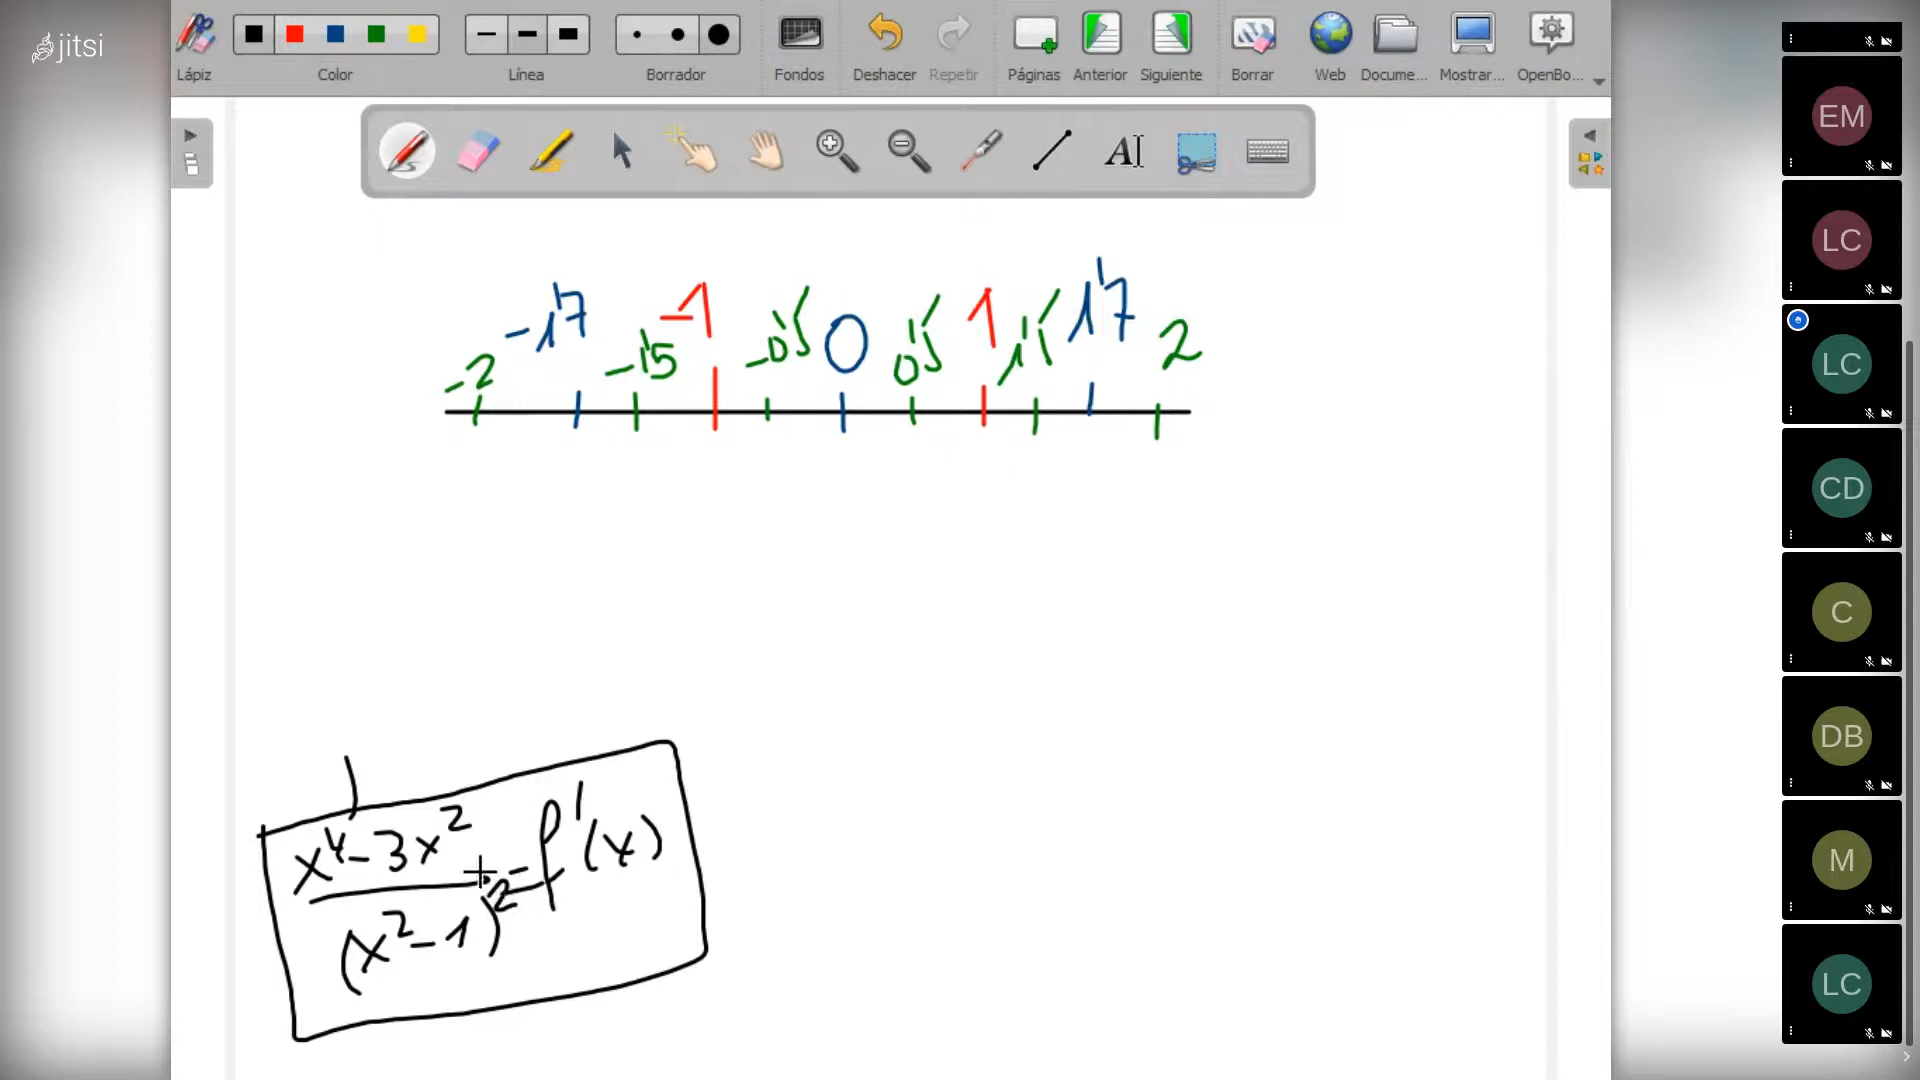 jitsi
Lápiz
Color
Línea
Borrador
Fondos
Deshacer
Repetir
Páginas
Anterior
Siguiente
Borrar
Web
Docume...
Mostrar...
OpenBo...
AI
-2 -1'7 -1'5 -1 -0'5 0 0'5 1 1'5 1'7 2
x⁴-3x²
(x²-1)² = f'(x)
EM
LC
LC
CD
C
DB
M
LC